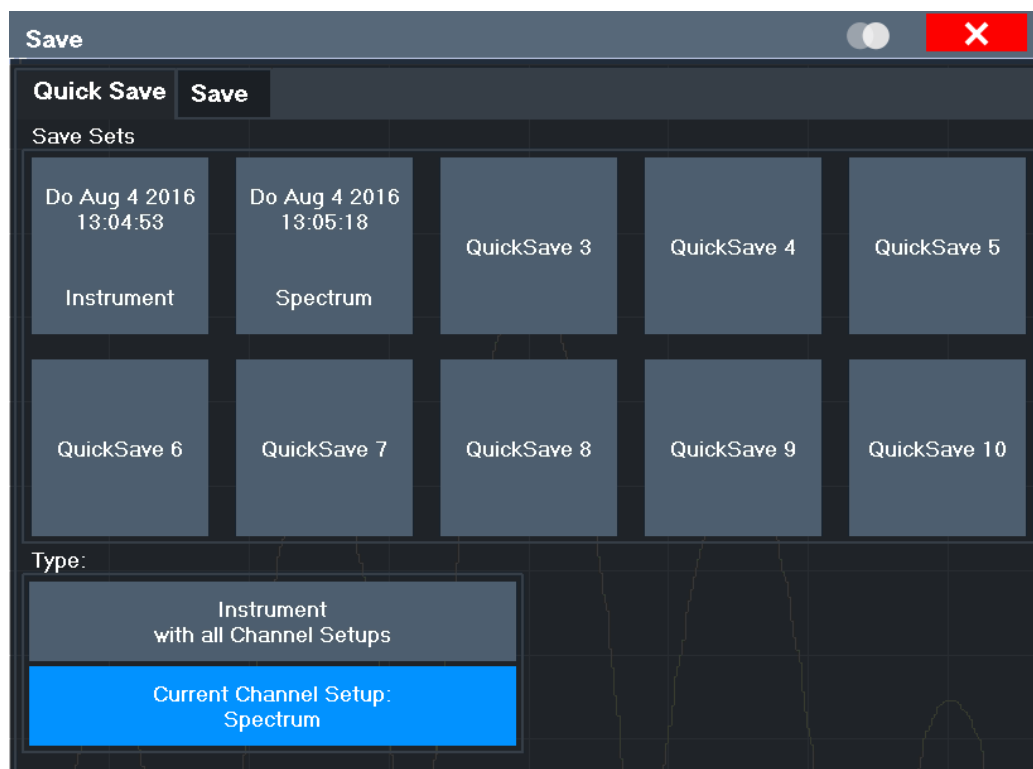 Save
Quick Save
Save
Save Sets
Do Aug 4 2016
13:04:53
Instrument
Do Aug 4 2016
13:05:18
Spectrum
QuickSave 3
QuickSave 4
QuickSave 5
QuickSave 6
QuickSave 7
QuickSave 8
QuickSave 9
QuickSave 10
Type:
Instrument
with all Channel Setups
Current Channel Setup:
Spectrum